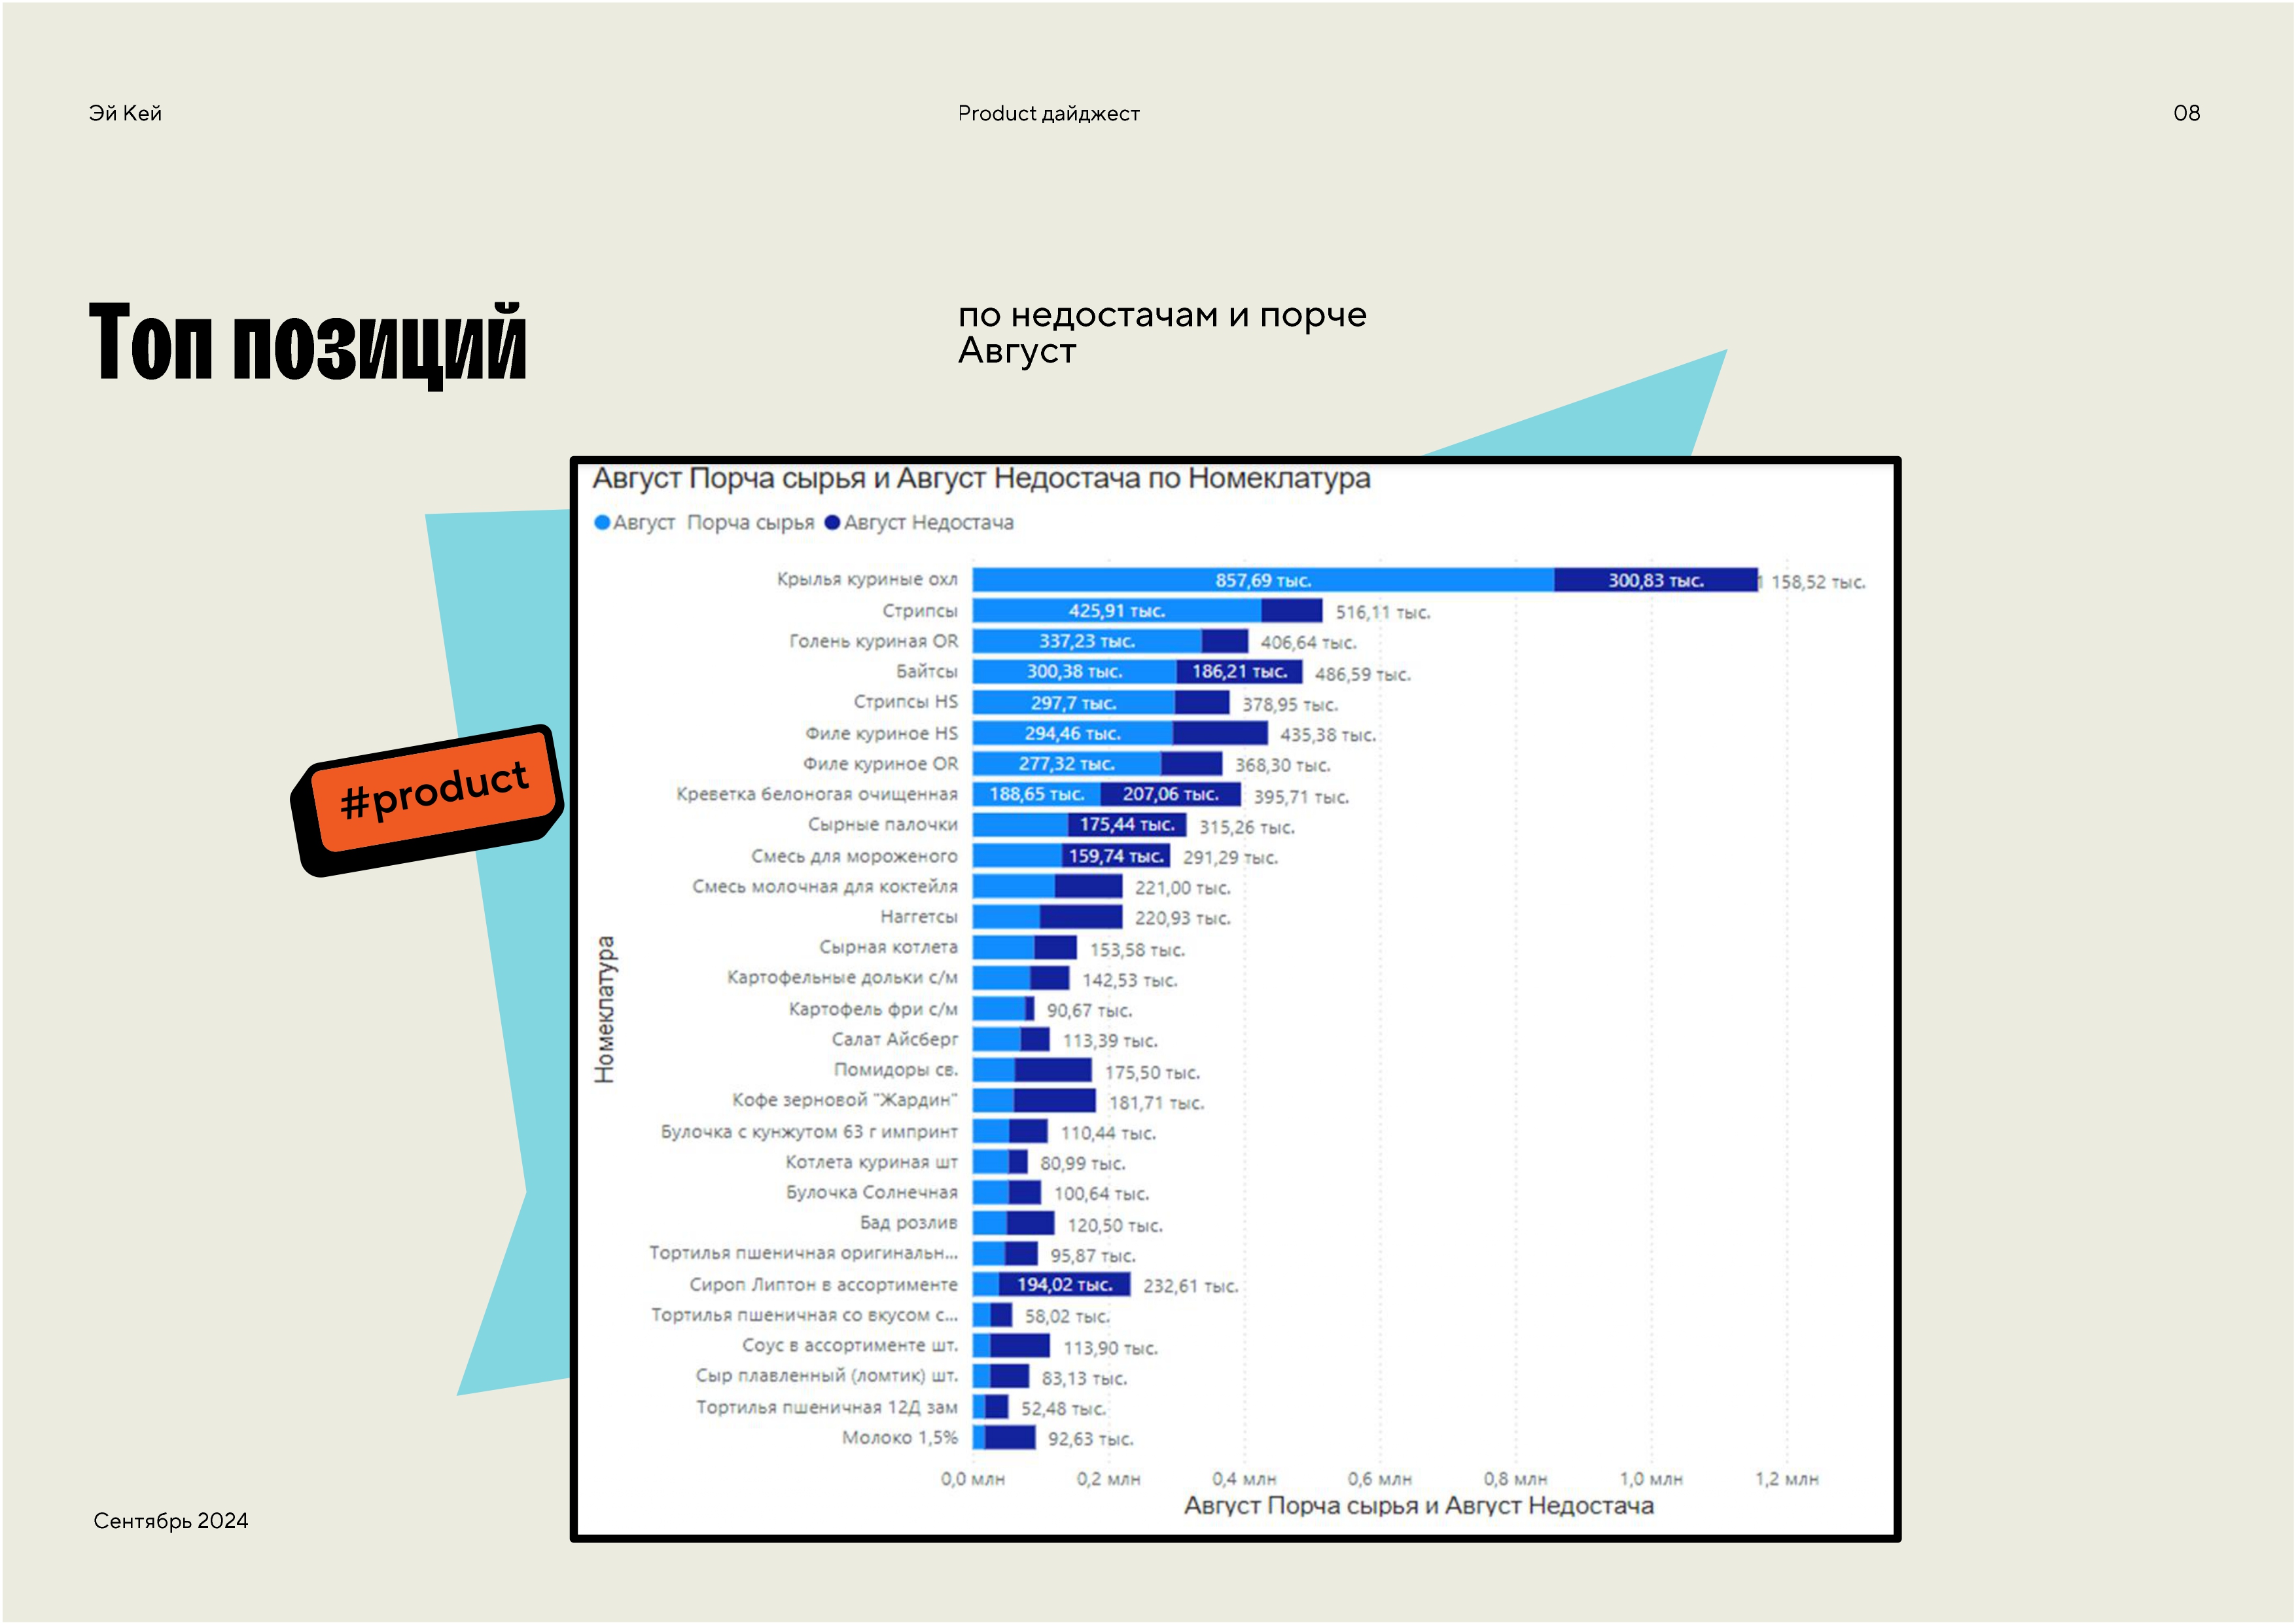 Эй Кей
Product дайджест
08
Топ позиций
по недостачам и порче
Август
#product
Август Порча сырья и Август Недостача по Номеклатура
Август Порча сырья Август Недостача
Номеклатура
Крылья куриные охл 857,69 тыс. 300,83 тыс. 1 158,52 тыс.
Стрипсы 425,91 тыс. 516,11 тыс.
Голень куриная OR 337,23 тыс. 406,64 тыс.
Байтсы 300,38 тыс. 186,21 тыс. 486,59 тыс.
Стрипсы HS 297,7 тыс. 378,95 тыс.
Филе куриное HS 294,46 тыс. 435,38 тыс.
Филе куриное OR 277,32 тыс. 368,30 тыс.
Креветка белоногая очищенная 188,65 тыс. 207,06 тыс. 395,71 тыс.
Сырные палочки 175,44 тыс. 315,26 тыс.
Смесь для мороженого 159,74 тыс. 291,29 тыс.
Смесь молочная для коктейля 221,00 тыс.
Наггетсы 220,93 тыс.
Сырная котлета 153,58 тыс.
Картофельные дольки с/м 142,53 тыс.
Картофель фри с/м 90,67 тыс.
Салат Айсберг 113,39 тыс.
Помидоры св. 175,50 тыс.
Кофе зерновой "Жардин" 181,71 тыс.
Булочка с кунжутом 63 г импринт 110,44 тыс.
Котлета куриная шт 80,99 тыс.
Булочка Солнечная 100,64 тыс.
Бад розлив 120,50 тыс.
Тортилья пшеничная оригинальн... 95,87 тыс.
Сироп Липтон в ассортименте 194,02 тыс. 232,61 тыс.
Тортилья пшеничная со вкусом с... 58,02 тыс.
Соус в ассортименте шт. 113,90 тыс.
Сыр плавленный (ломтик) шт. 83,13 тыс.
Тортилья пшеничная 12Д зам 52,48 тыс.
Молоко 1,5% 92,63 тыс.
0,0 млн 0,2 млн 0,4 млн 0,6 млн 0,8 млн 1,0 млн 1,2 млн
Август Порча сырья и Август Недостача
Сентябрь 2024